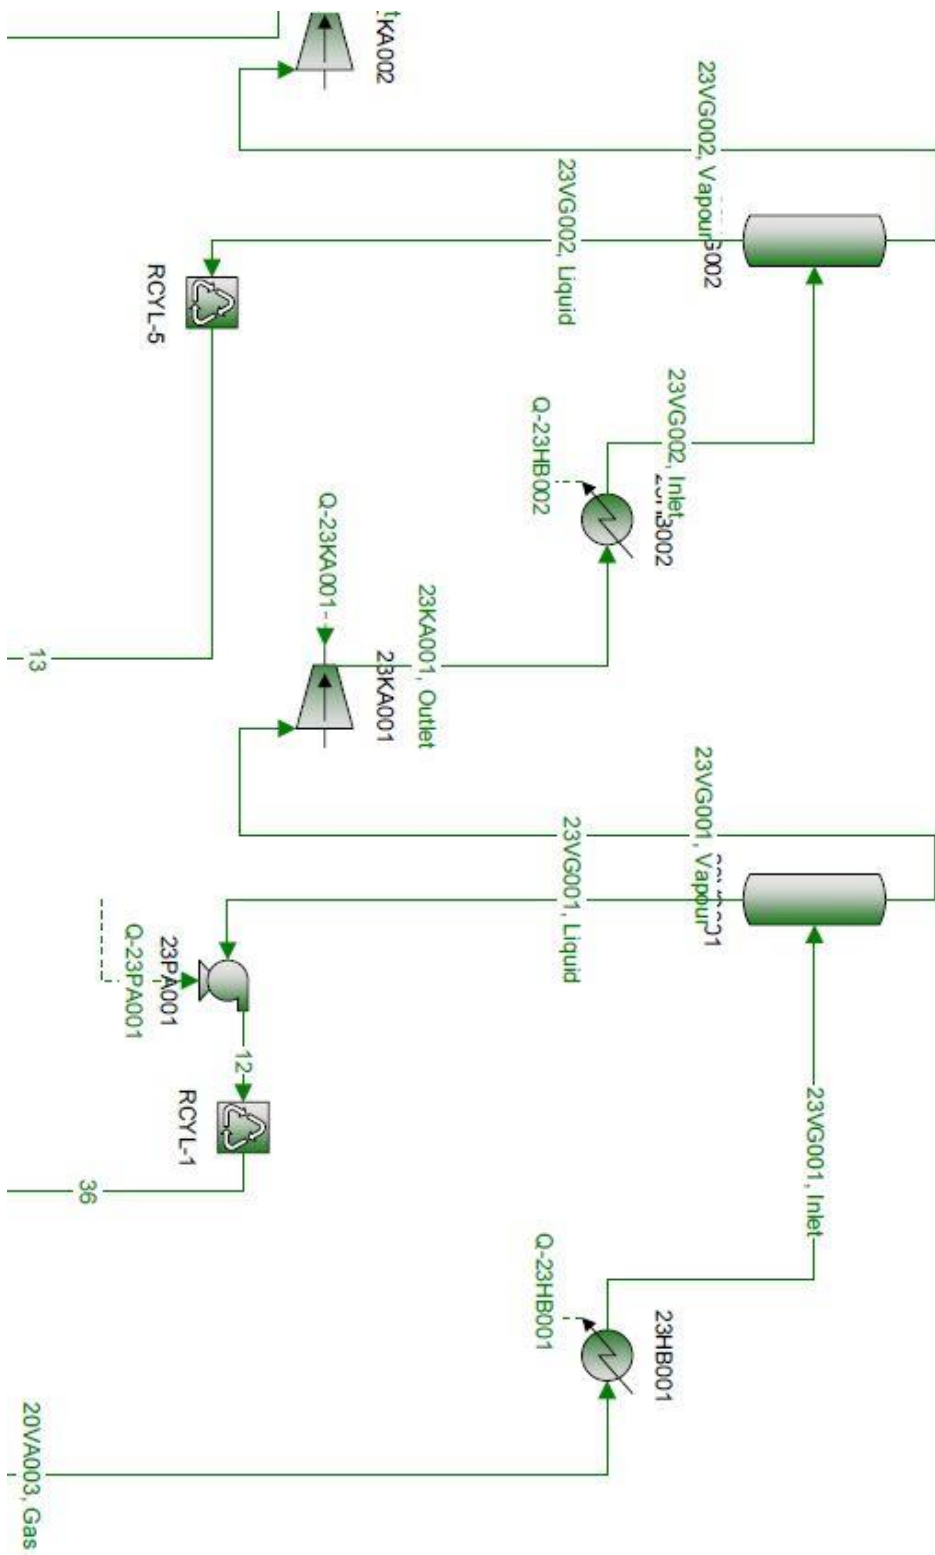 23VG001, Inlet
23VG002, Vapour
23VG001, Vapour
G002
23VG002, Inlet
23HB001
23VG002, Liquid
23VG001, Liquid
Q-23HB002
Q-23HB001
23KA001, Outlet
KA002
23KA001
Q-23KA001
12
RCYL-1
23PA001
RCYL-5
Q-23PA001
36
13
20VA003, Gas